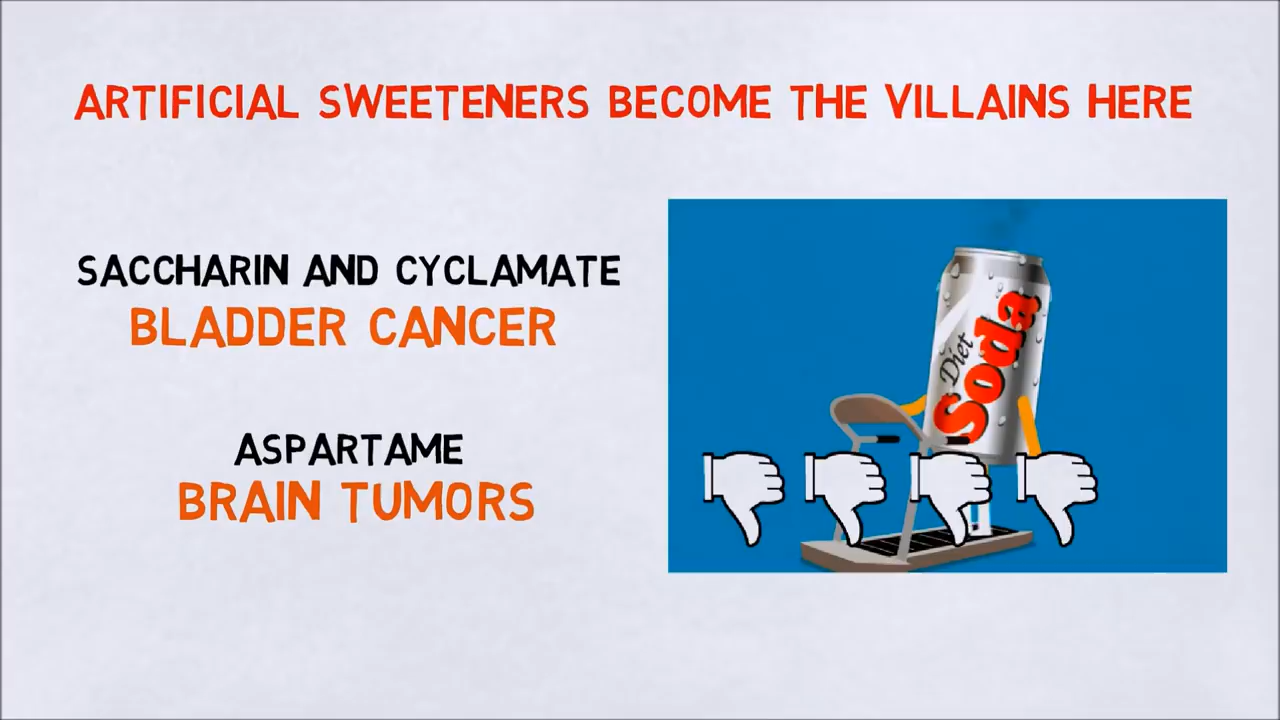 ARTIFICIAL SWEETENERS BECOME THE VILLAINS HERE
SACCHARIN AND CYCLAMATE
BLADDER CANCER
ASPARTAME
BRAIN TUMORS
Diet
Soda